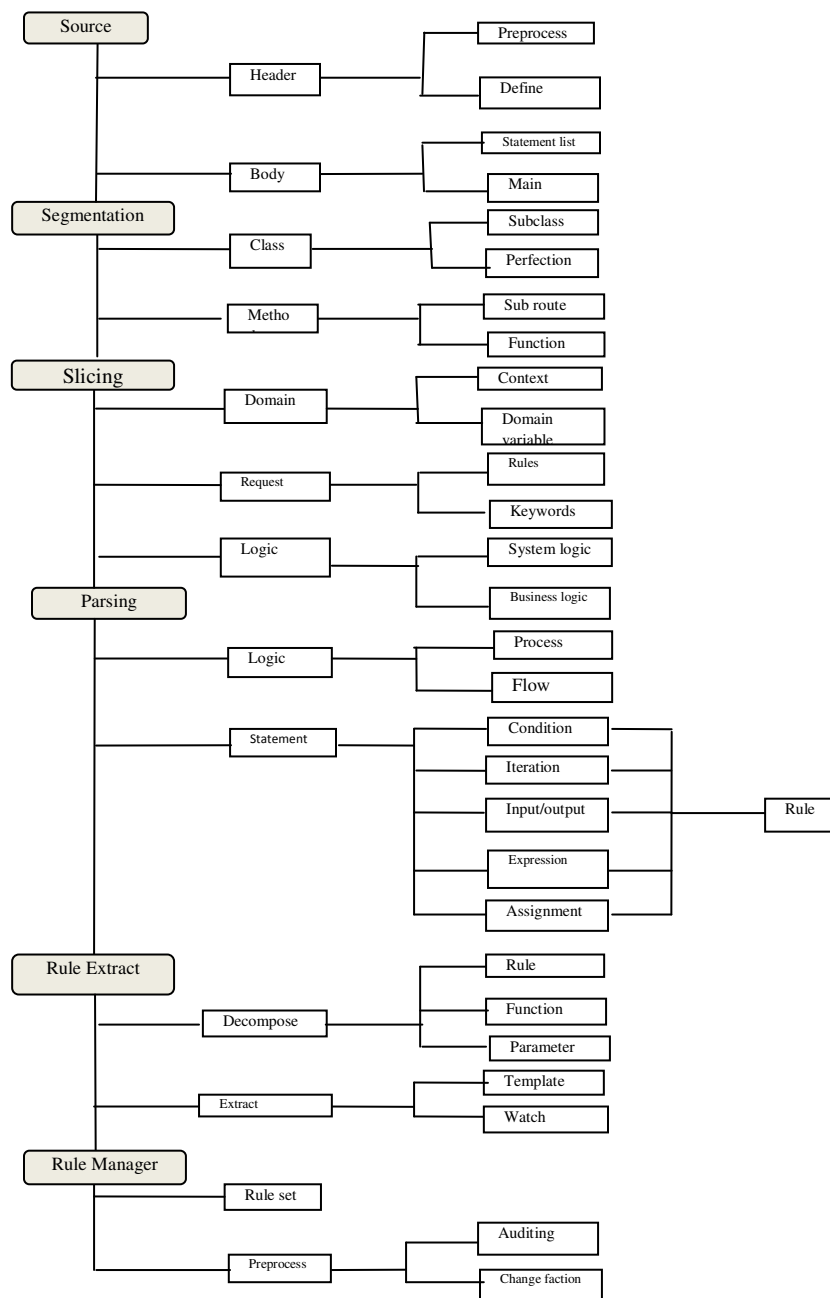 Source
Preprocess
Header
Define
Statement list
Body
Main
Segmentation
Subclass
Class
Perfection
Sub route
Metho
Function
Slicing
Context
Domain
Domain
variable
Rules
Request
Keywords
System logic
Logic
Business logic
Parsing
Process
Logic
Flow
Condition
Statement
Iteration
Input/output
Rule
Expression
Assignment
Rule Extract
Rule
Function
Decompose
Parameter
Template
Extract
Watch
Rule Manager
Rule set
Auditing
Preprocess
Change faction